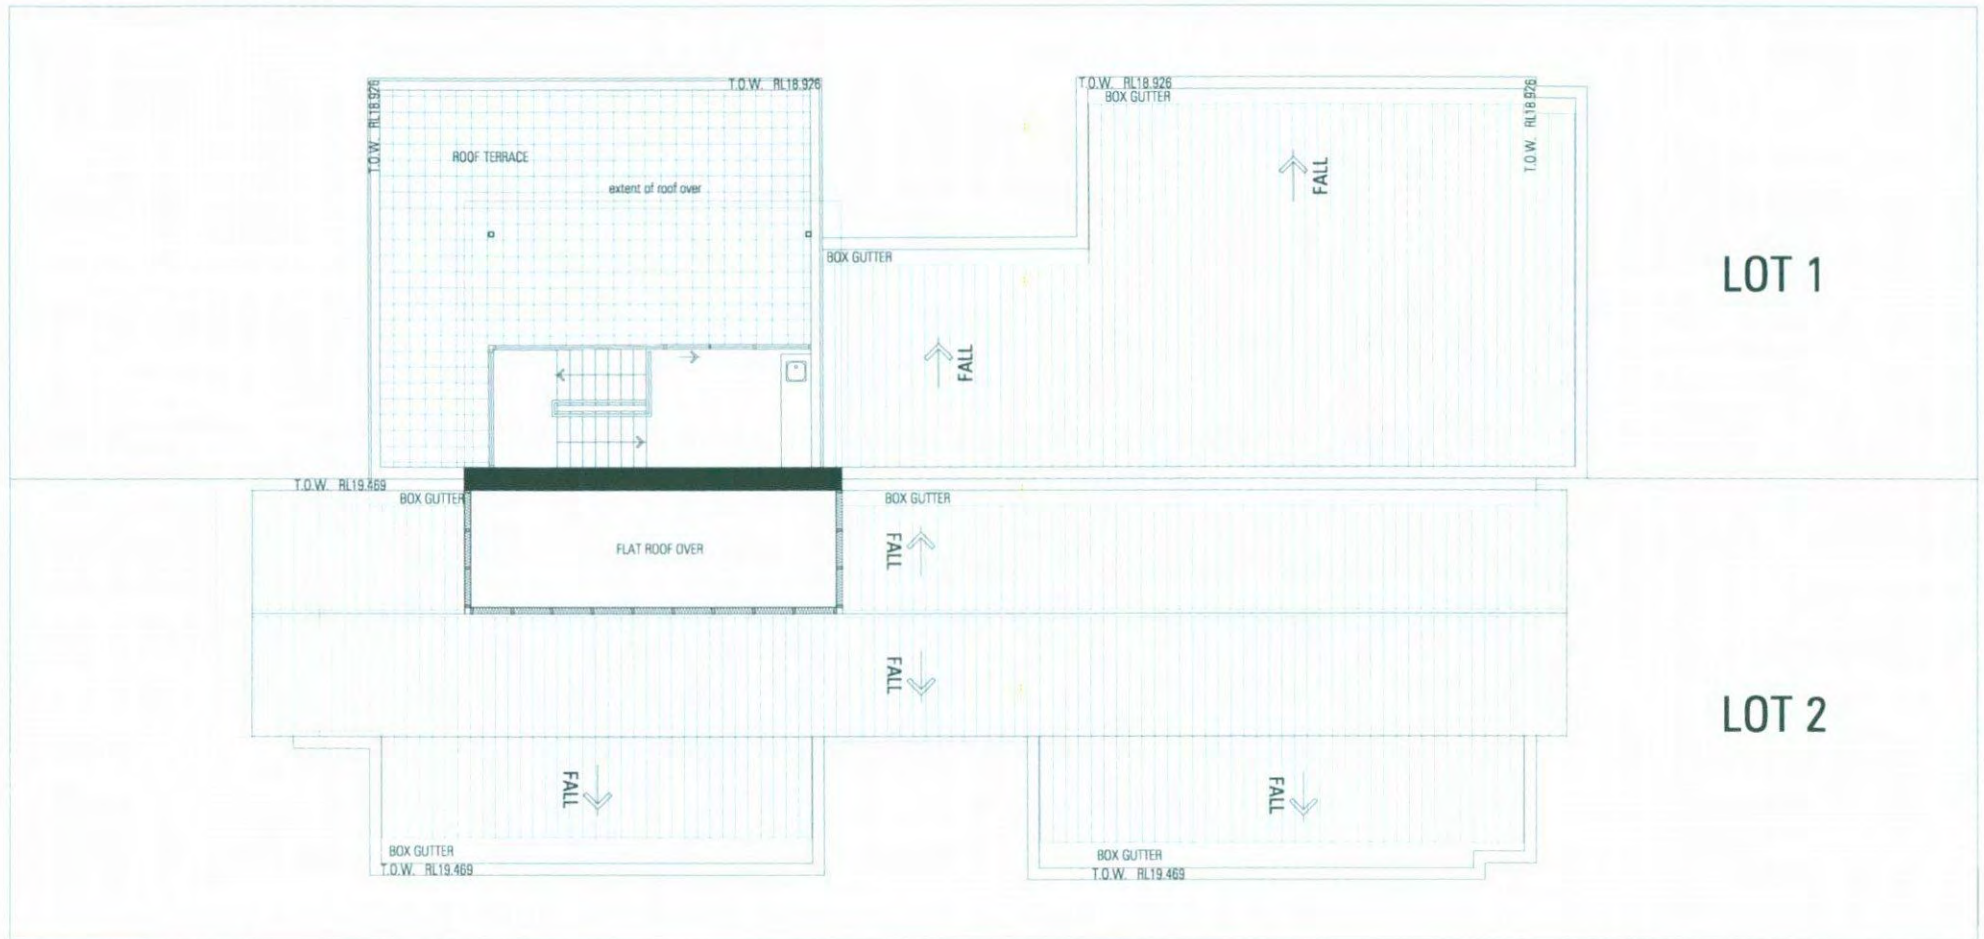 T.O.W. RL18.926
T.O.W. RL18.926
T.O.W. RL18.926
BOX GUTTER
T.O.W. RL18.926
ROOF TERRACE
extent of roof over
FALL
BOX GUTTER
LOT 1
FALL
T.O.W. RL19.469
BOX GUTTER
BOX GUTTER
FLAT ROOF OVER
FALL
FALL
LOT 2
FALL
FALL
BOX GUTTER
T.O.W. RL19.469
BOX GUTTER
T.O.W. RL19.469